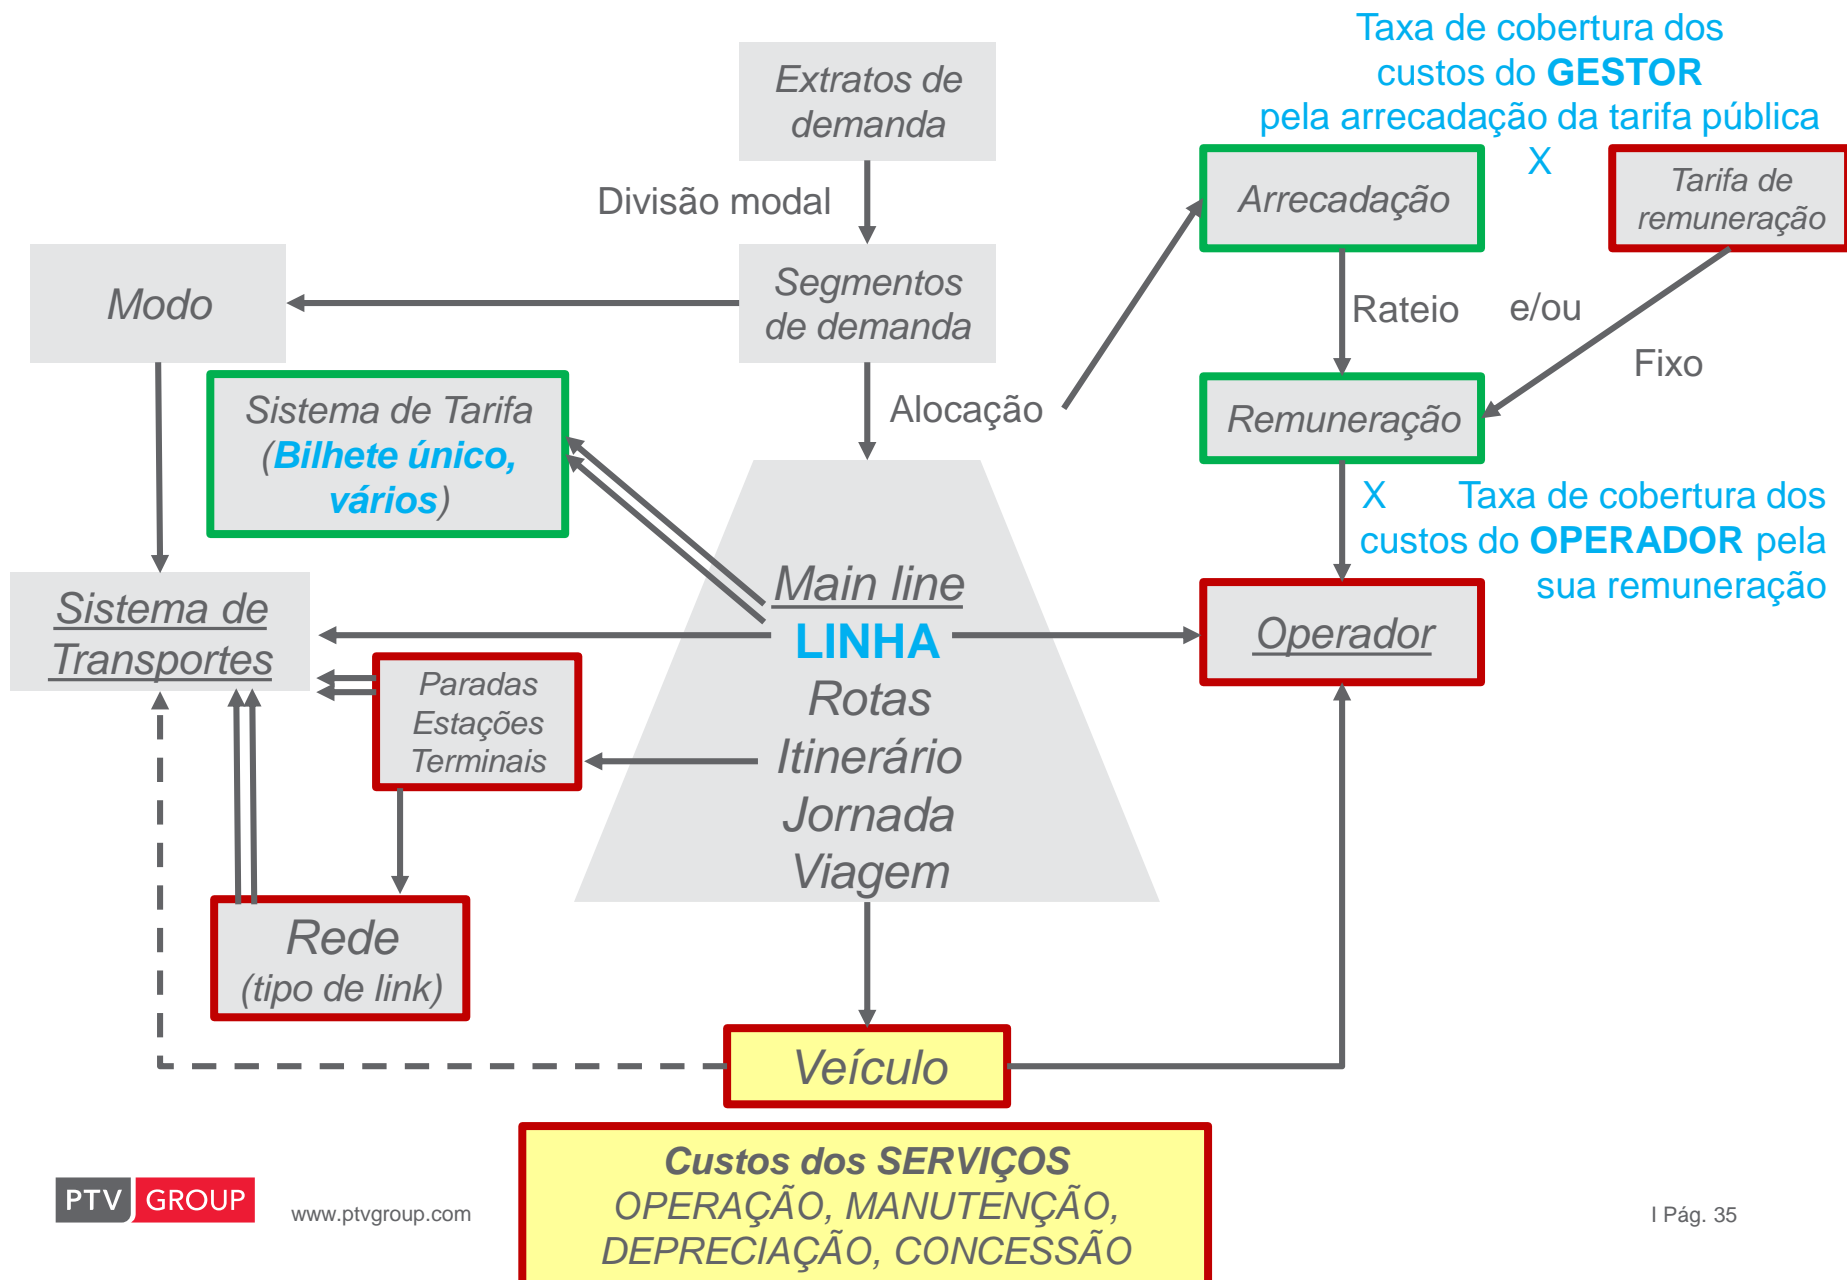 Taxa de cobertura dos
custos do GESTOR
pela arrecadação da tarifa pública
X
Extratos de
demanda
Divisão modal
Arrecadação
Tarifa de
remuneração
Modo
Segmentos
de demanda
Rateio
e/ou
Fixo
Sistema de Tarifa
(Bilhete único,
vários)
Alocação
Remuneração
X Taxa de cobertura dos
custos do OPERADOR pela
sua remuneração
Sistema de
Transportes
Main line
LINHA
Rotas
Itinerário
Jornada
Viagem
Operador
Paradas
Estações
Terminais
Rede
(tipo de link)
Veículo
Custos dos SERVIÇOS
OPERAÇÃO, MANUTENÇÃO,
DEPRECIAÇÃO, CONCESSÃO
PTV GROUP
www.ptvgroup.com
I Pág. 35